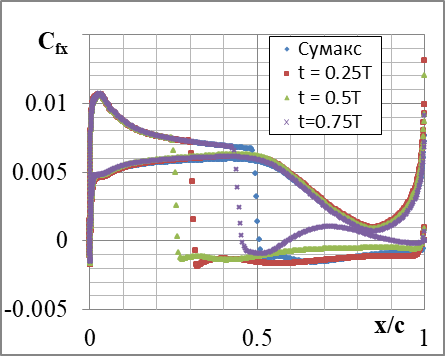 C_fx
Сумакс
t = 0.25T
t = 0.5T
t=0.75T
0.01
0.005
0
-0.005
x/c
0
0.5
1